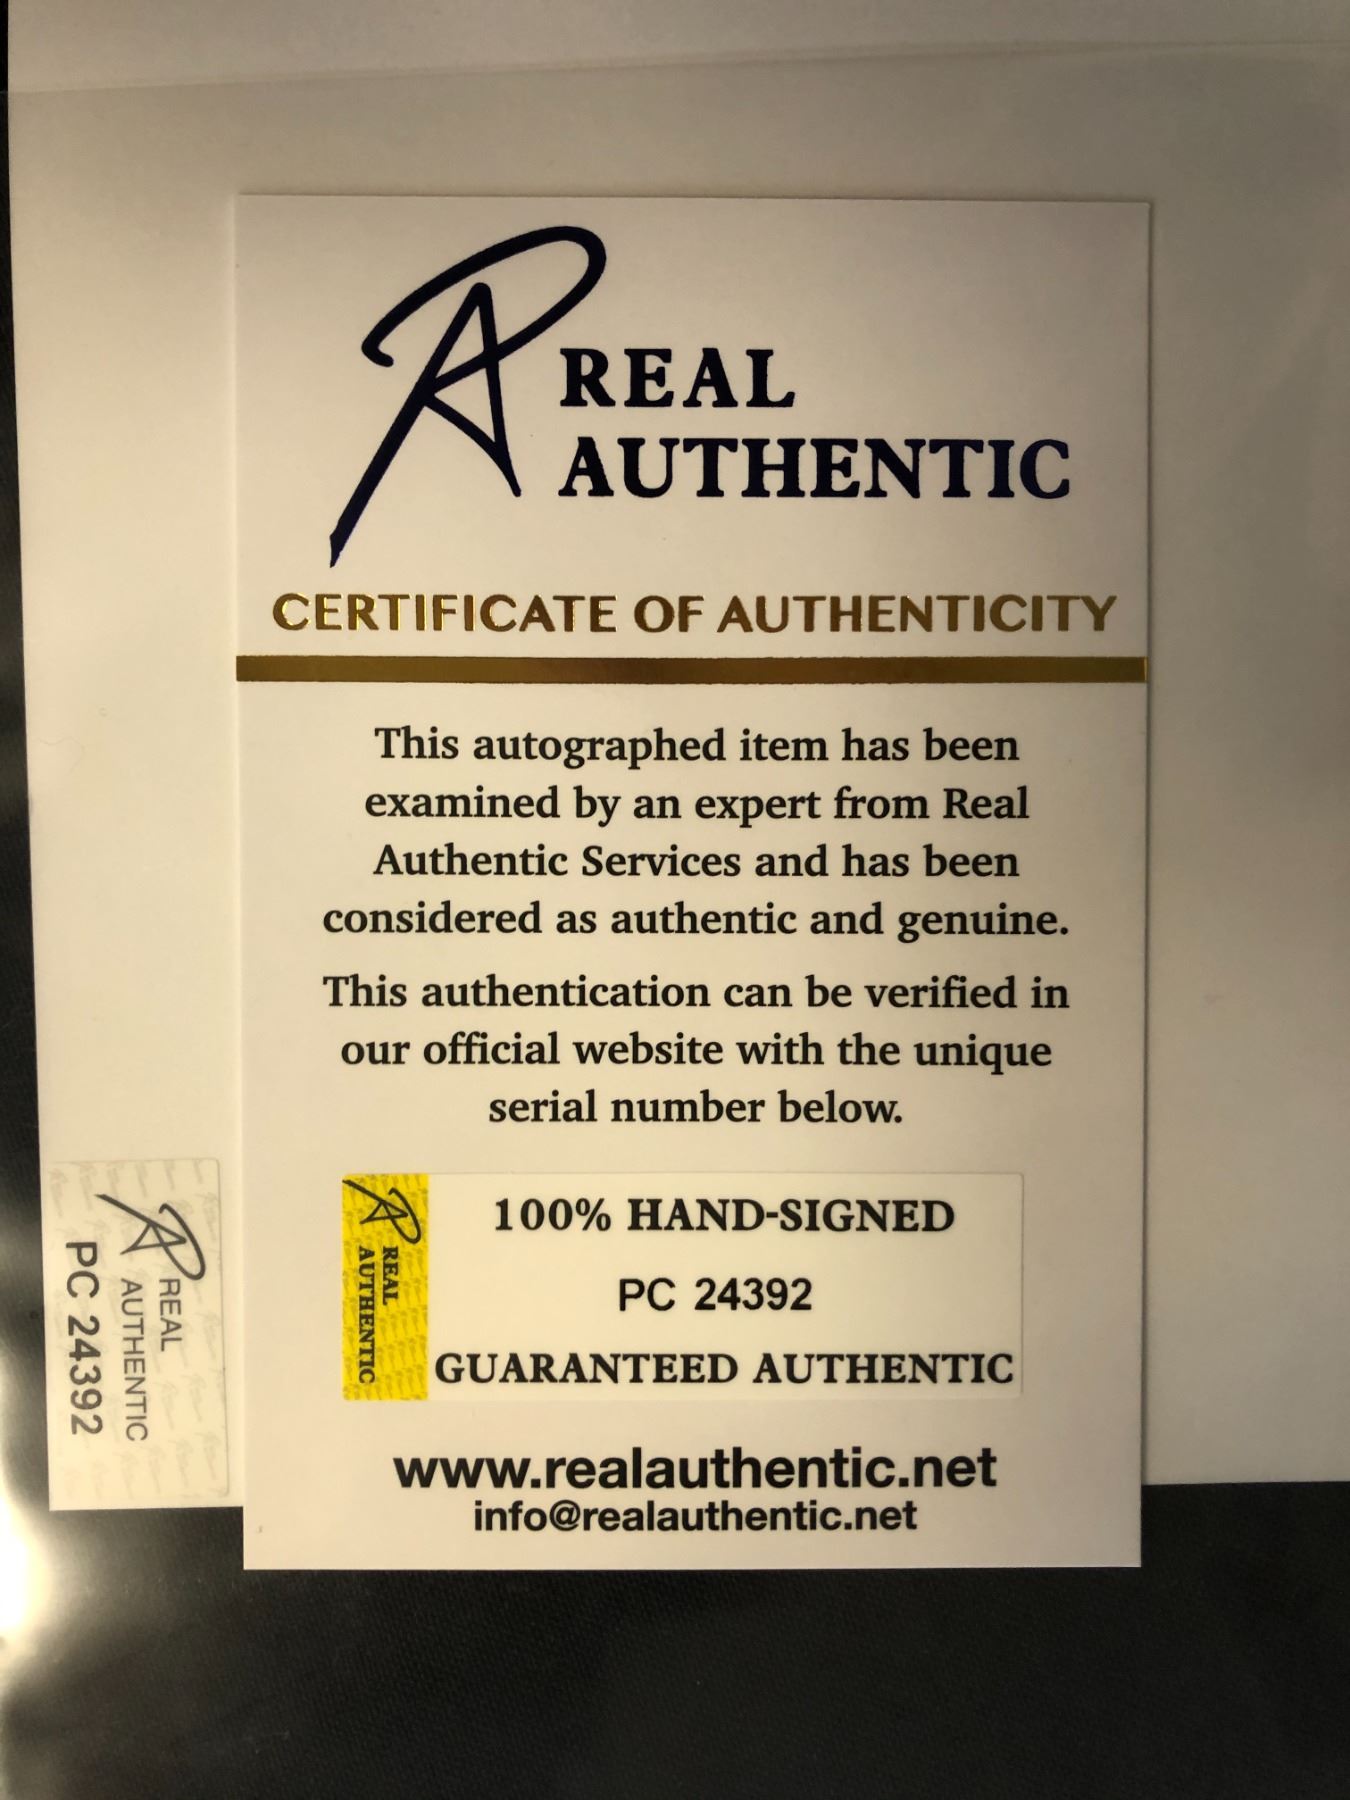 REAL
AUTHENTIC
CERTIFICATE OF AUTHENTICITY
This autographed item has been
examined by an expert from Real
Authentic Services and has been
considered as authentic and genuine.
This authentication can be verified in
our official website with the unique
serial number below.
REAL
AUTHENTIC
100% HAND-SIGNED
PC 24392
GUARANTEED AUTHENTIC
www.realauthentic.net
info@realauthentic.net
REAL
AUTHENTIC
PC 24392